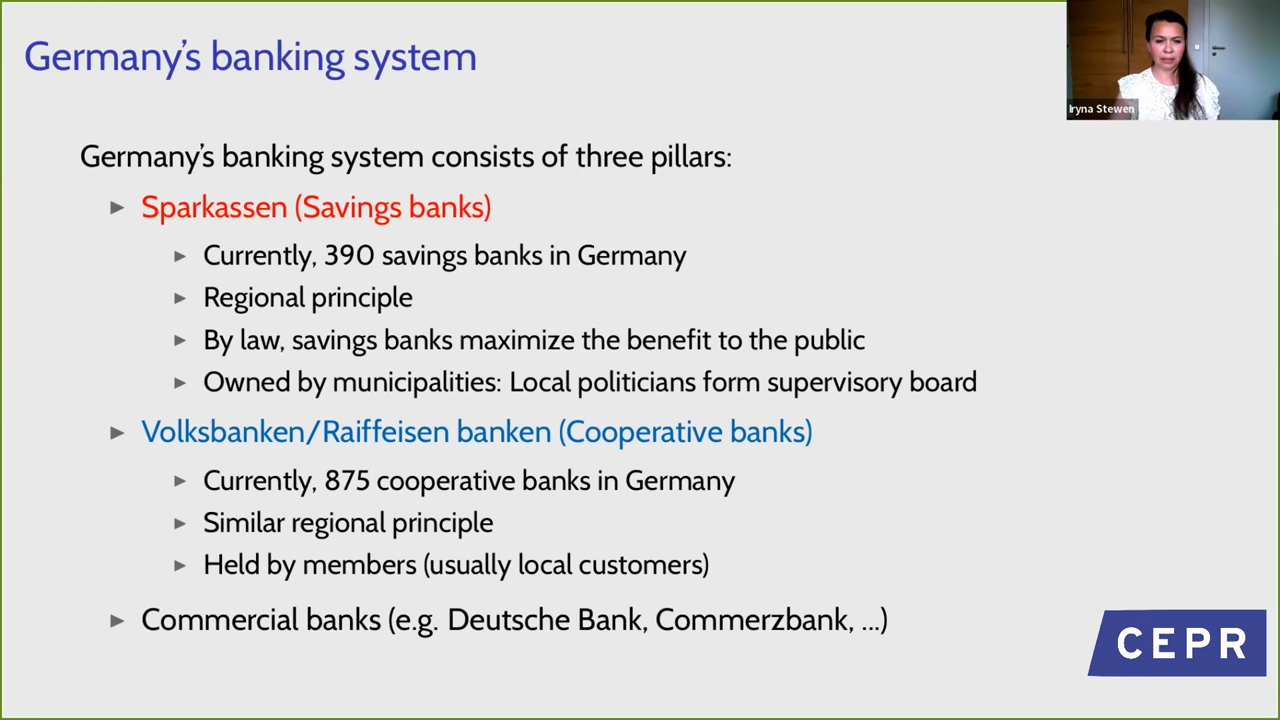 Germany's banking system
Iryna Stewen
Germany's banking system consists of three pillars:
Sparkassen (Savings banks)
Currently, 390 savings banks in Germany
Regional principle
By law, savings banks maximize the benefit to the public
Owned by municipalities: Local politicians form supervisory board
Volksbanken/Raiffeisen banken (Cooperative banks)
Currently, 875 cooperative banks in Germany
Similar regional principle
Held by members (usually local customers)
Commercial banks (e.g. Deutsche Bank, Commerzbank, ...)
CEPR